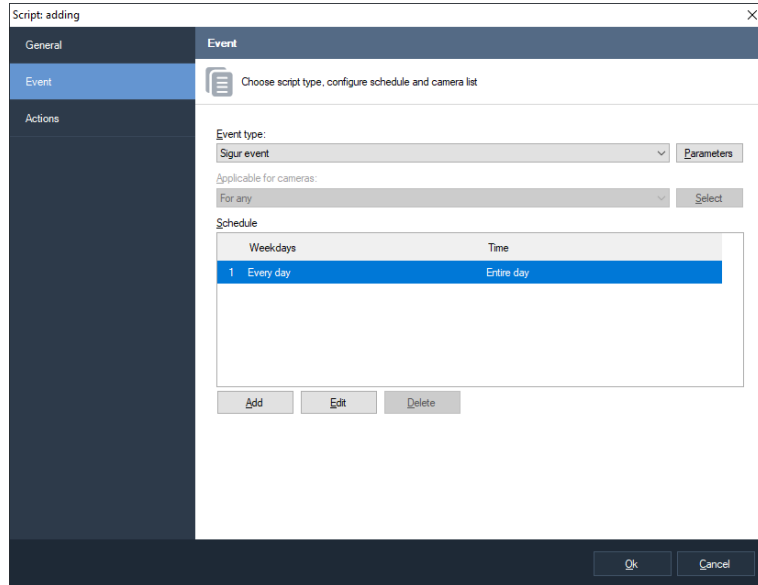 Script: adding
General
Event
Actions
Event
Choose script type, configure schedule and camera list
Event type:
Sigur event
Parameters
Applicable for cameras:
For any
Select
Schedule
Weekdays Time
1 Every day Entire day
Add Edit Delete
Ok Cancel